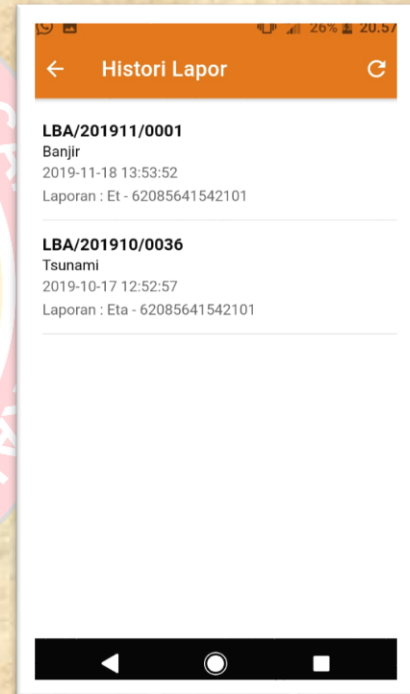 26% 20.57
Histori Lapor
LBA/201911/0001
Banjir
2019-11-18 13:53:52
Laporan : Et - 62085641542101
LBA/201910/0036
Tsunami
2019-10-17 12:52:57
Laporan : Eta - 62085641542101